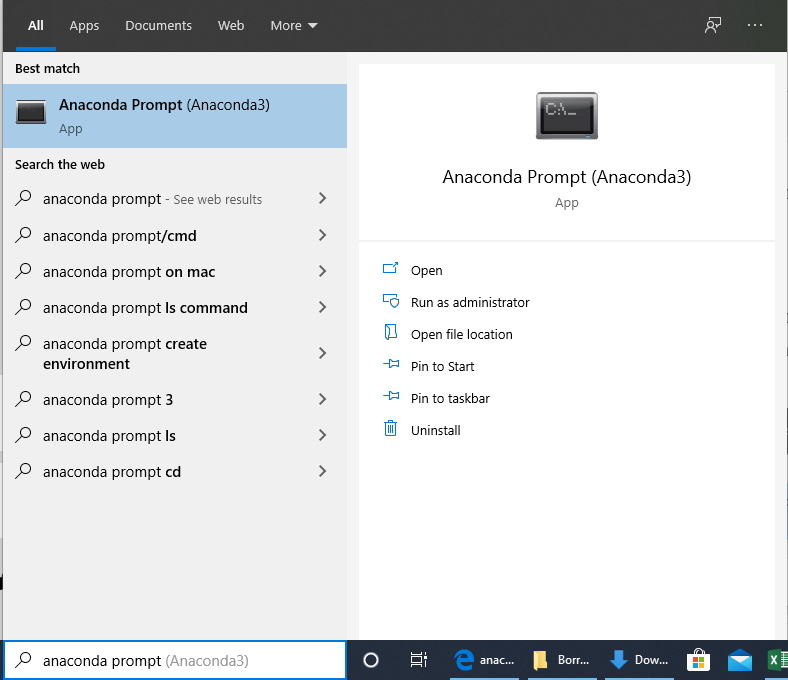 All Apps Documents Web More
Best match
Anaconda Prompt (Anaconda3)
App
Search the web
anaconda prompt - See web results
anaconda prompt/cmd
anaconda prompt on mac
anaconda prompt ls command
anaconda prompt create
environment
anaconda prompt 3
anaconda prompt ls
anaconda prompt cd
C:\_
Anaconda Prompt (Anaconda3)
App
Open
Run as administrator
Open file location
Pin to Start
Pin to taskbar
Uninstall
anaconda prompt (Anaconda3)
anac... Borr... Dow...